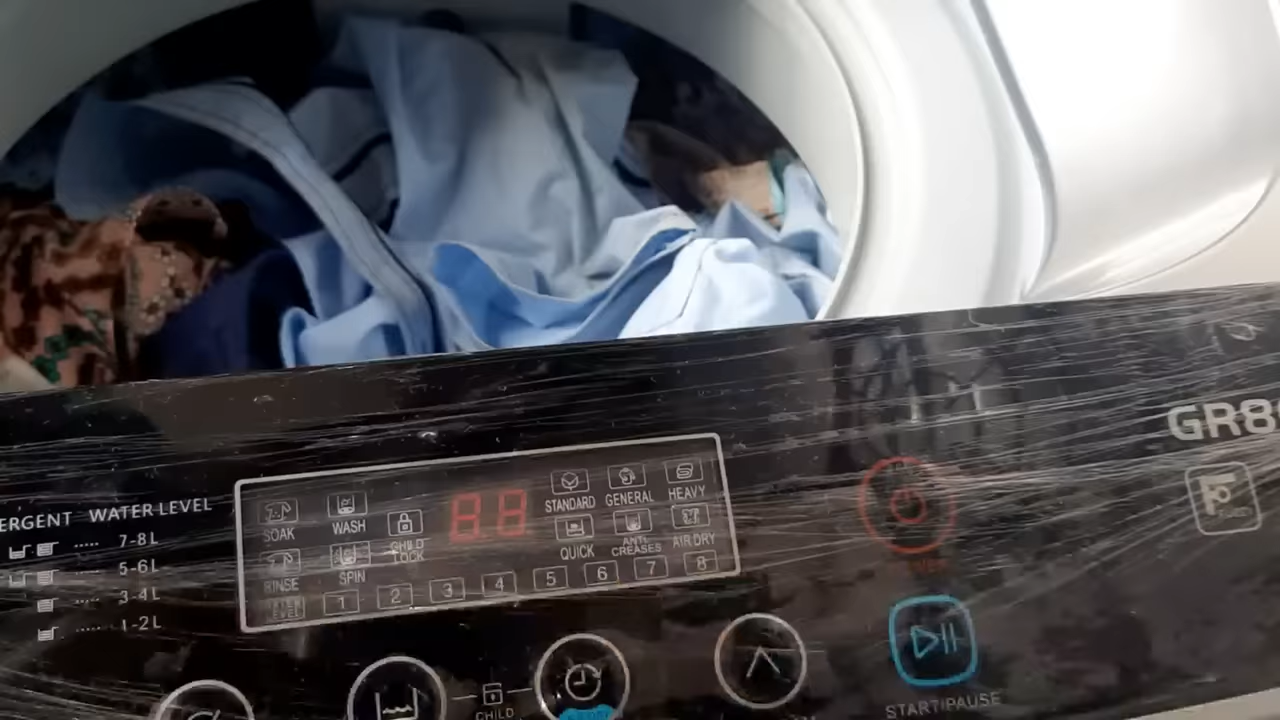 ERGENT WATER LEVEL
7-8L
5-6L
3-4L
1-2L
SOAK WASH CHILD LOCK
RINSE SPIN
88
STANDARD GENERAL HEAVY
QUICK ANTI CREASES AIR DRY
1 2 3 4 5 6 7 8
CHILD
START/PAUSE
GR8